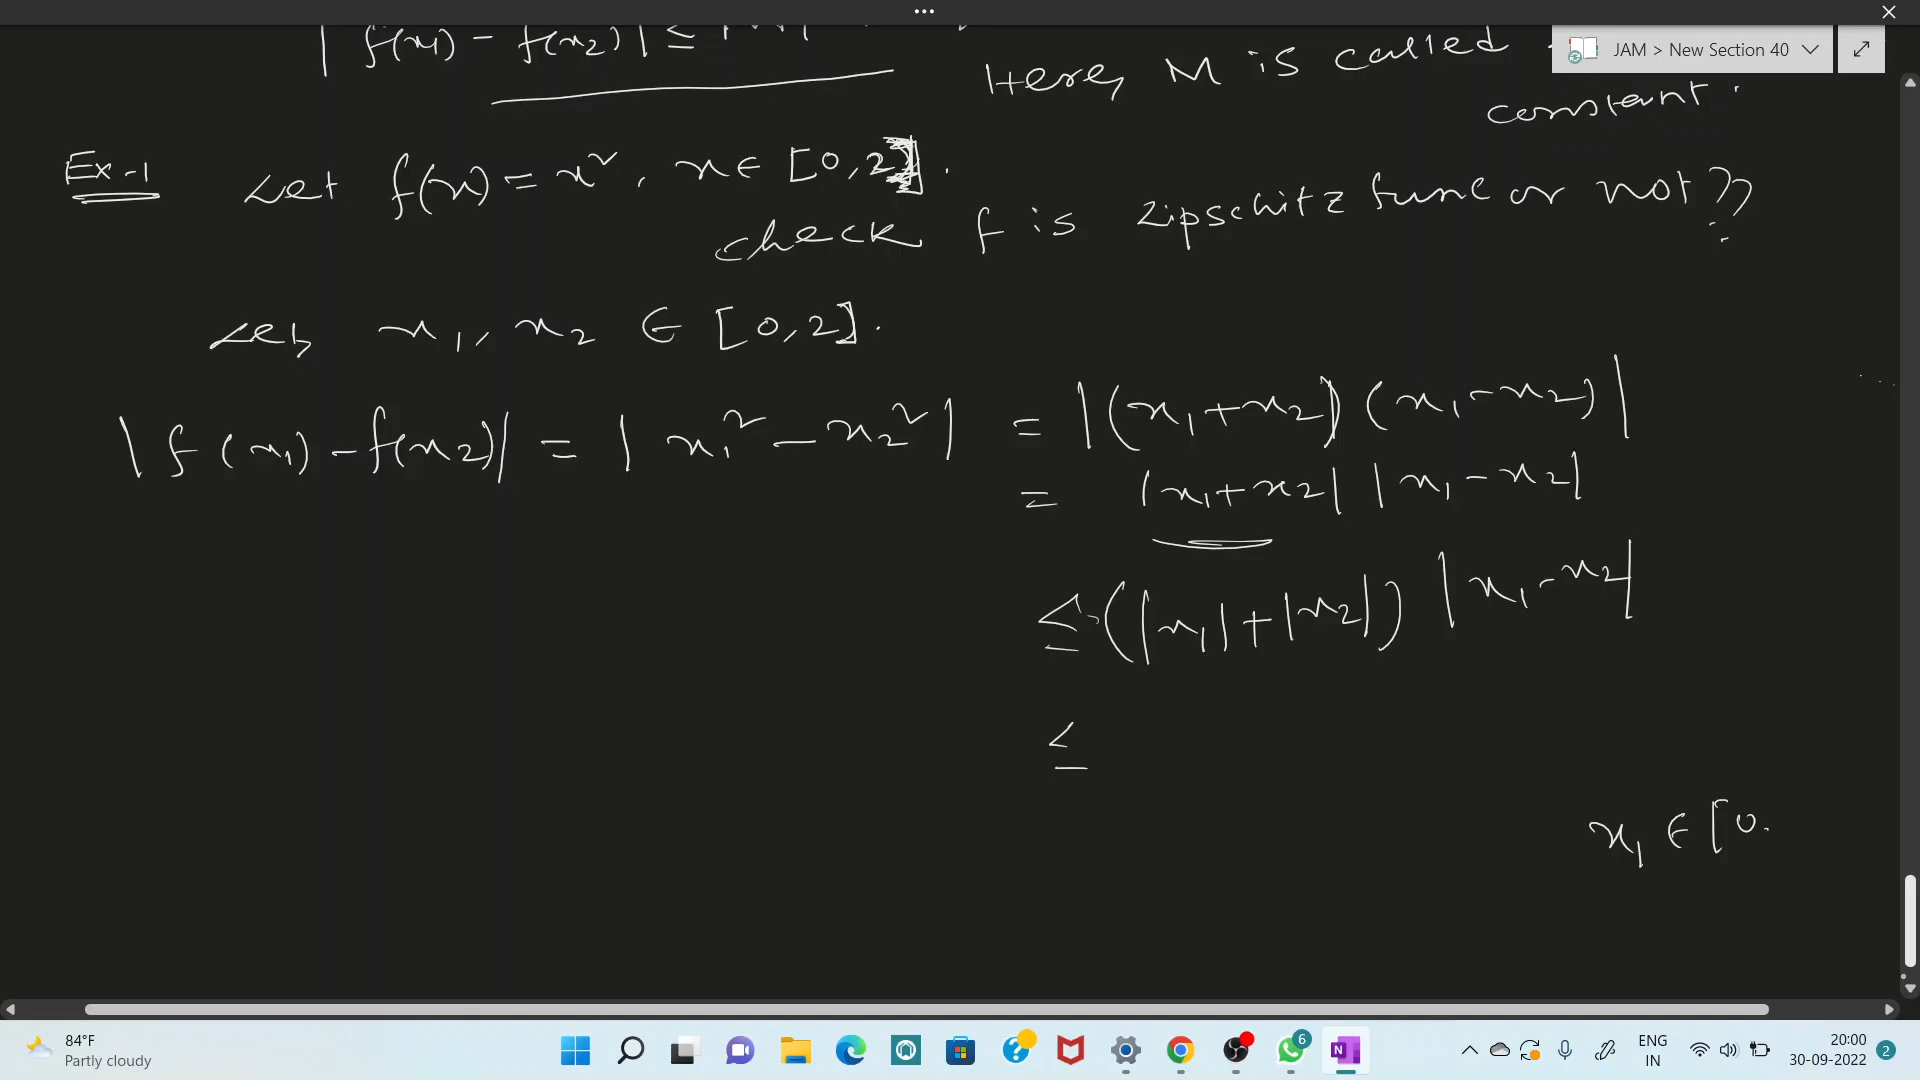 JAM > New Section 40
|f(x₁) - f(x₂)| ≤
Here, M is called
constant.
Ex-1 Let f(x) = x², x ∈ [0,2].
check f is Lipschitz func or not??
Let x₁, x₂ ∈ [0,2].
|f(x₁) - f(x₂)| = |x₁² - x₂²| = |(x₁+x₂)(x₁-x₂)|
= |x₁+x₂| |x₁-x₂|
≤ (|x₁|+|x₂|) |x₁-x₂|
≤
x₁ ∈ [0,
84°F
Partly cloudy
6
ENG
IN
20:00
30-09-2022
2